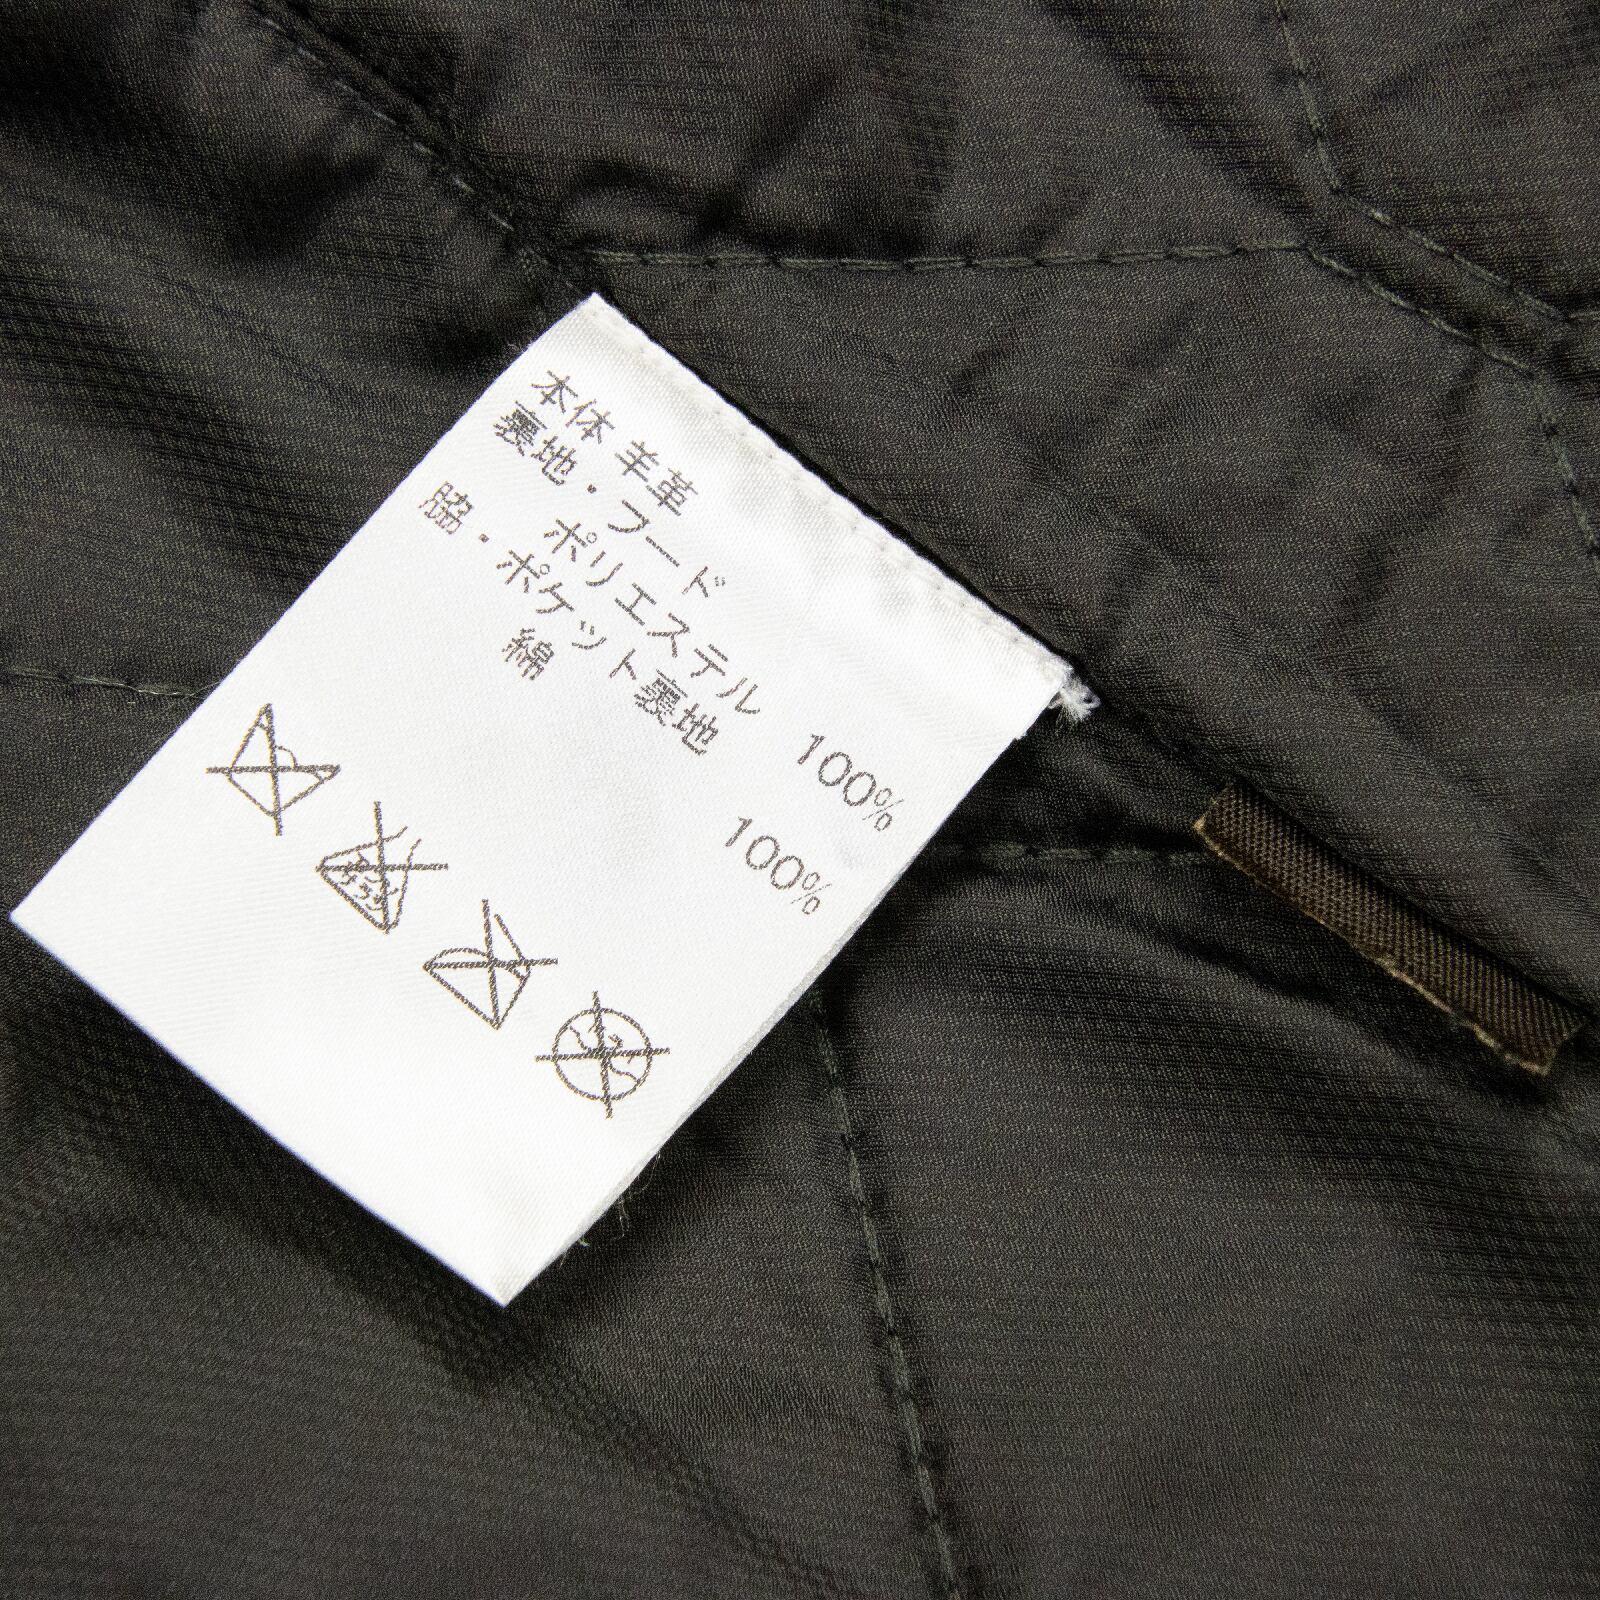 本体 羊革
裏地・フード
ポリエステル 100%
脇・ポケット裏地
綿 100%